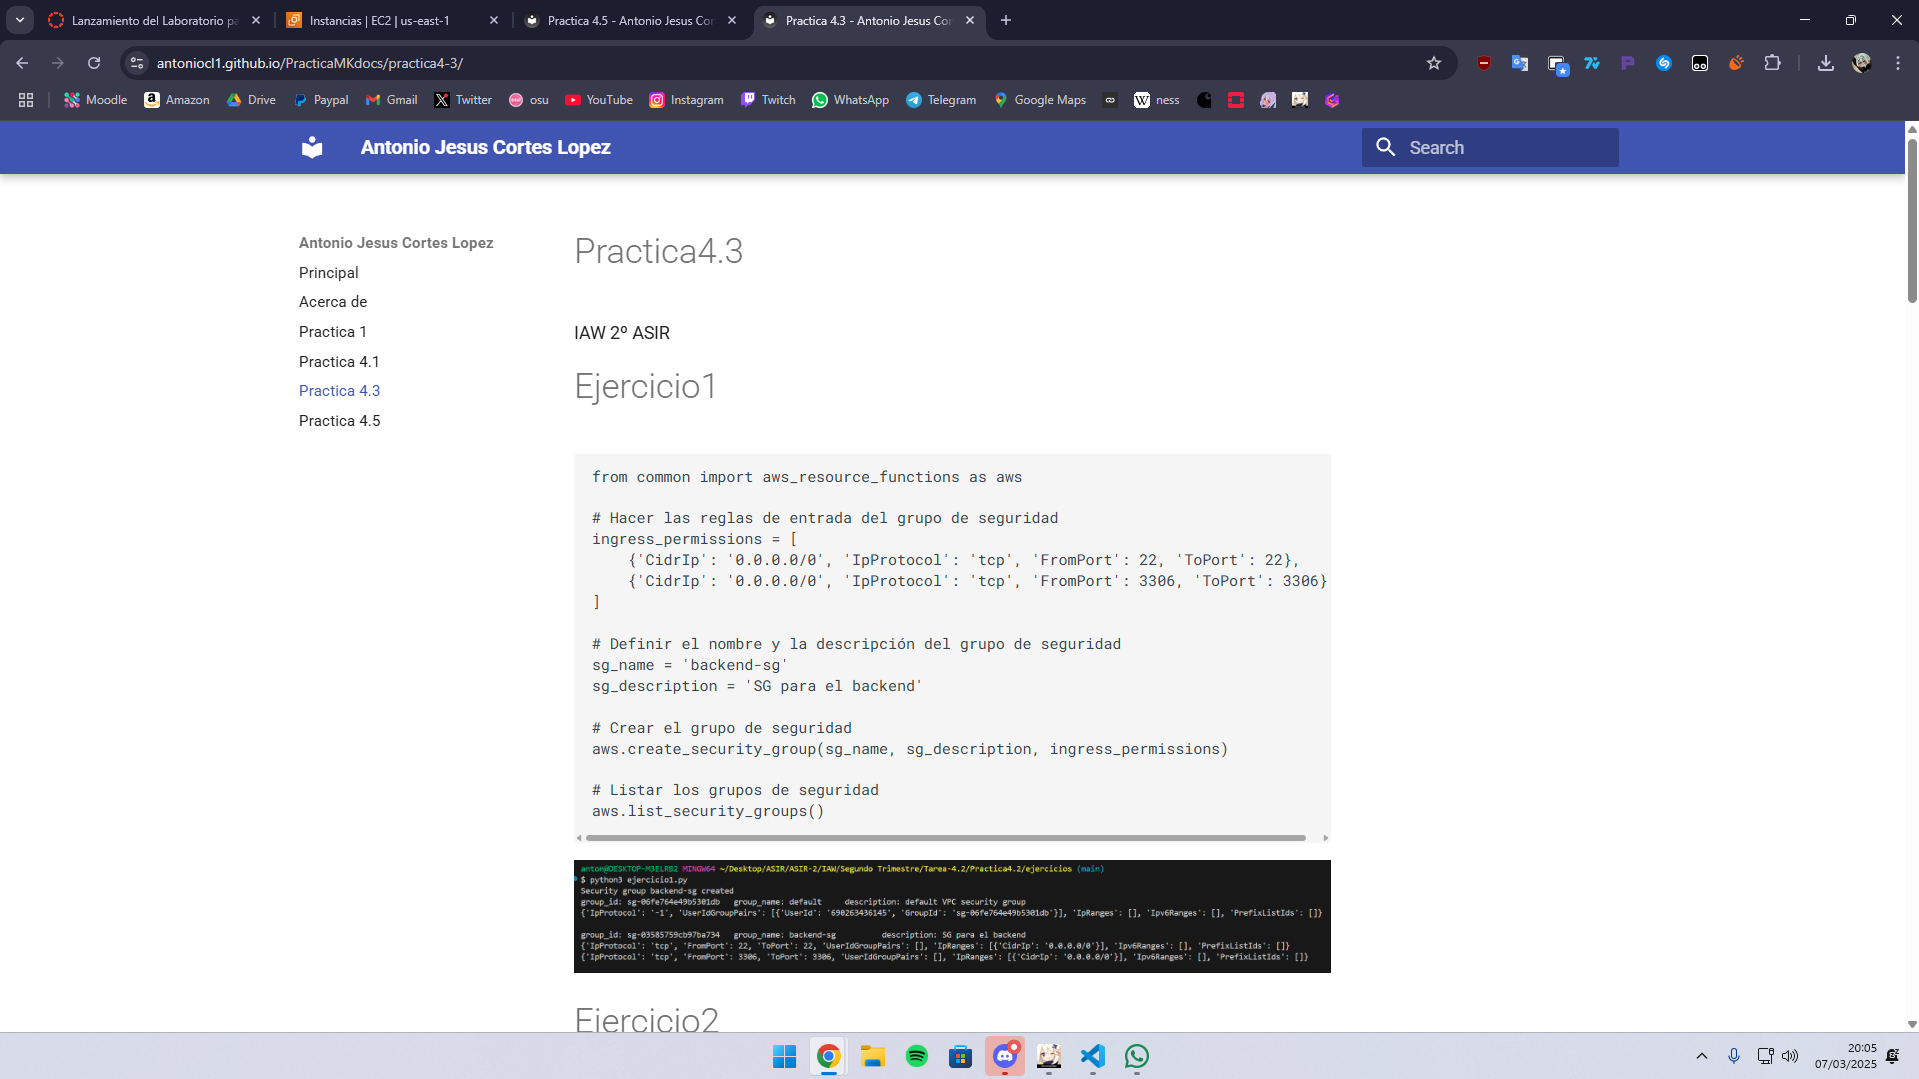 Lanzamiento del Laboratorio pa
Instancias | EC2 | us-east-1
Practica 4.5 - Antonio Jesus Cor
Practica 4.3 - Antonio Jesus Cor
antoniocl1.github.io/PracticaMKdocs/practica4-3/
Moodle
Amazon
Drive
Paypal
Gmail
Twitter
osu
YouTube
Instagram
Twitch
WhatsApp
Telegram
Google Maps
ness
Antonio Jesus Cortes Lopez
Search
Antonio Jesus Cortes Lopez
Principal
Acerca de
Practica 1
Practica 4.1
Practica 4.3
Practica 4.5
Practica4.3
IAW 2º ASIR
Ejercicio1
from common import aws_resource_functions as aws
# Hacer las reglas de entrada del grupo de seguridad
ingress_permissions = [
    {'CidrIp': '0.0.0.0/0', 'IpProtocol': 'tcp', 'FromPort': 22, 'ToPort': 22},
    {'CidrIp': '0.0.0.0/0', 'IpProtocol': 'tcp', 'FromPort': 3306, 'ToPort': 3306}
]
# Definir el nombre y la descripción del grupo de seguridad
sg_name = 'backend-sg'
sg_description = 'SG para el backend'
# Crear el grupo de seguridad
aws.create_security_group(sg_name, sg_description, ingress_permissions)
# Listar los grupos de seguridad
aws.list_security_groups()
anton@DESKTOP-M3ELRB2 MINGW64 ~/Desktop/ASIR/ASIR-2/IAW/Segundo Trimestre/Tarea-4.2/Practica4.2/ejercicios (main)
$ python3 ejercicio1.py
Security group backend-sg created
group_id: sg-06fe764e49b5301db   group_name: default     description: default VPC security group
{'IpProtocol': '-1', 'UserIdGroupPairs': [{'UserId': '690263436145', 'GroupId': 'sg-06fe764e49b5301db'}], 'IpRanges': [], 'Ipv6Ranges': [], 'PrefixListIds': []}
group_id: sg-03585759cb97ba734   group_name: backend-sg          description: SG para el backend
{'IpProtocol': 'tcp', 'FromPort': 22, 'ToPort': 22, 'UserIdGroupPairs': [], 'IpRanges': [{'CidrIp': '0.0.0.0/0'}], 'Ipv6Ranges': [], 'PrefixListIds': []}
{'IpProtocol': 'tcp', 'FromPort': 3306, 'ToPort': 3306, 'UserIdGroupPairs': [], 'IpRanges': [{'CidrIp': '0.0.0.0/0'}], 'Ipv6Ranges': [], 'PrefixListIds': []}
Ejercicio2
20:05
07/03/2025